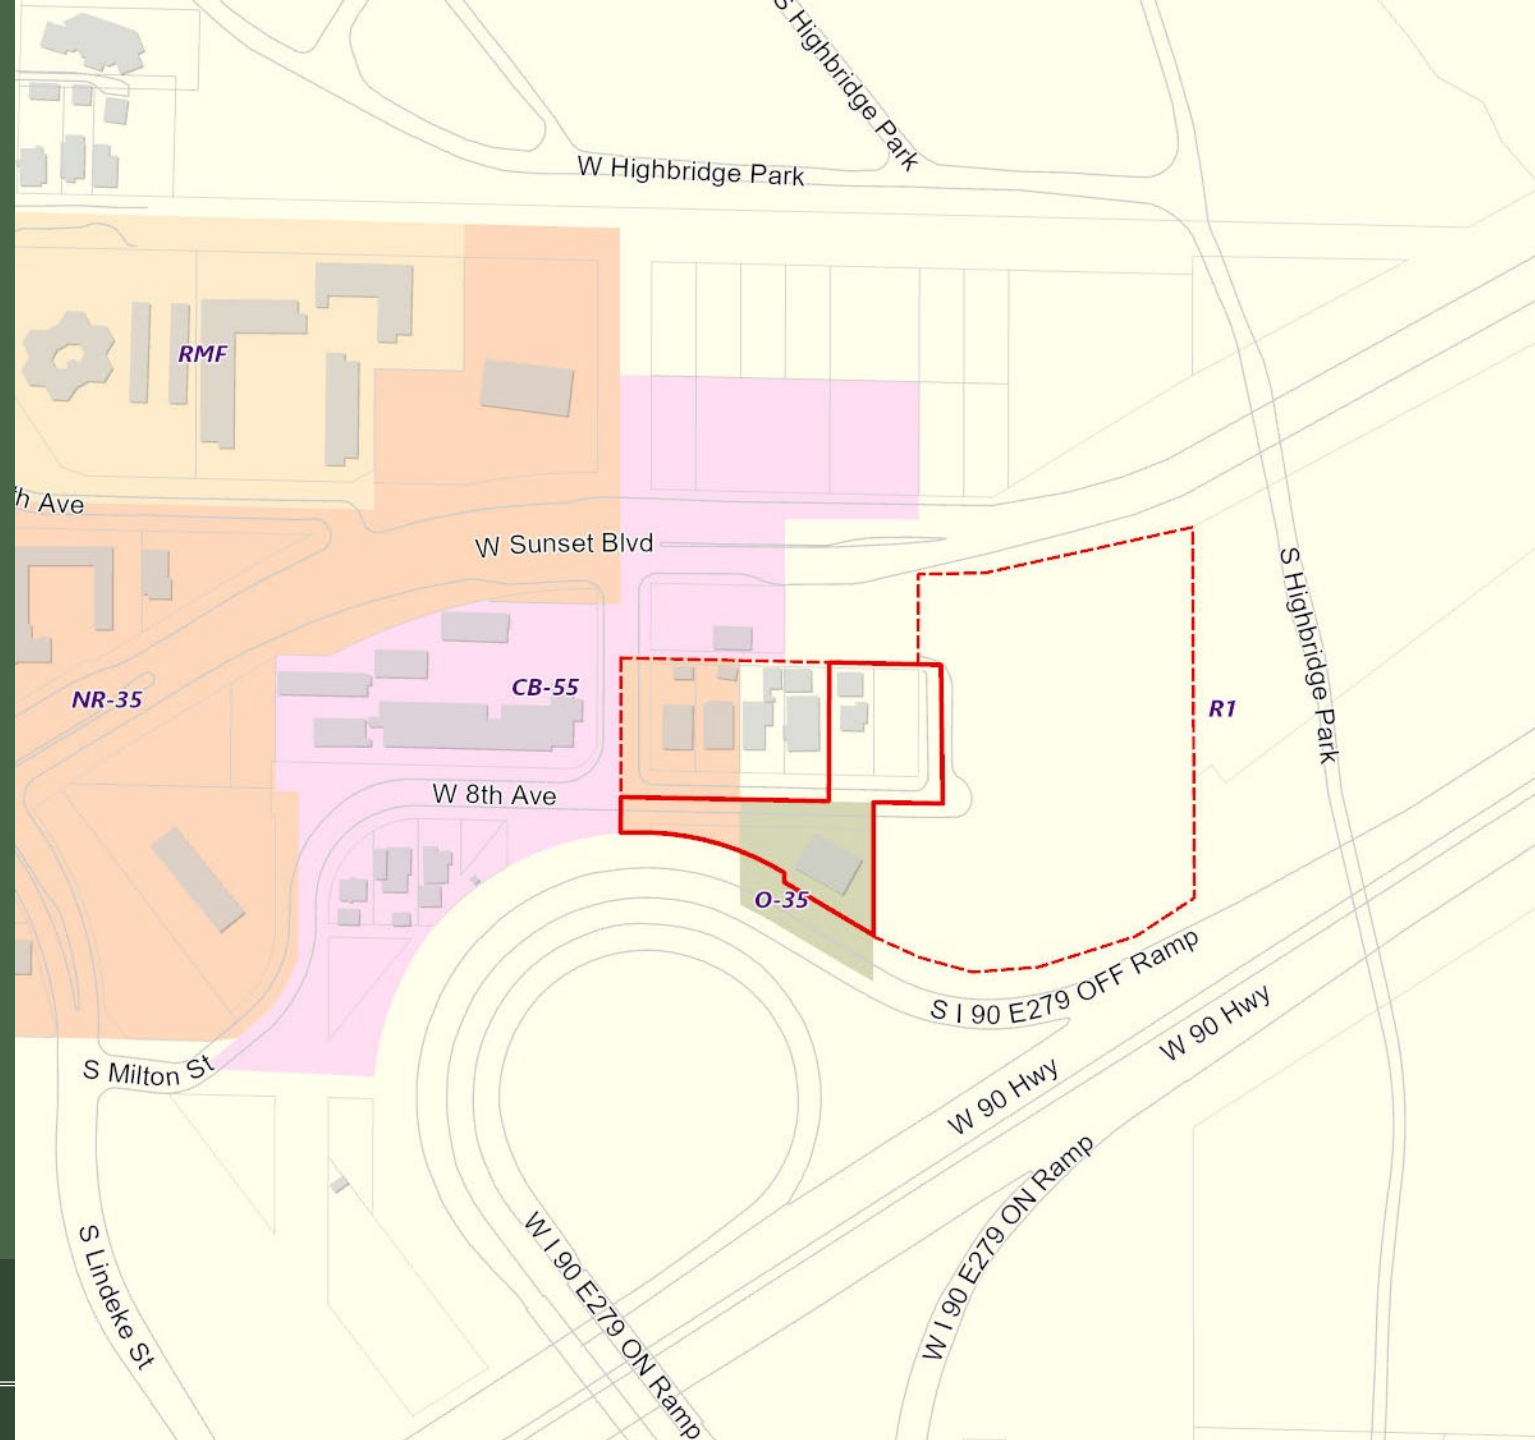 S Highbridge Park
W Highbridge Park
RMF
h Ave
W Sunset Blvd
S Highbridge Park
CB-55
NR-35
R1
W 8th Ave
O-35
S I 90 E279 OFF Ramp
W 90 Hwy
W 90 Hwy
S Milton St
W I 90 E279 ON Ramp
W I 90 E279 ON Ramp
S Lindeke St